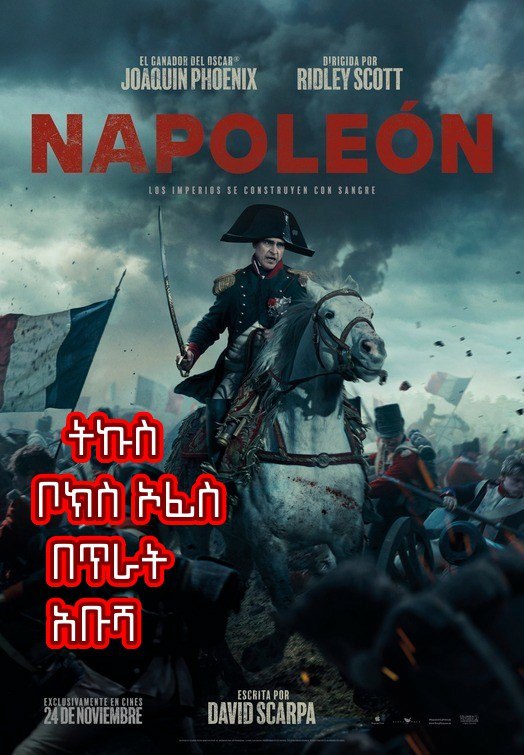 EL GANADOR DEL OSCAR®
JOAQUIN PHOENIX
DIRIGIDA POR
RIDLEY SCOTT
NAPOLEÓN
LOS IMPERIOS SE CONSTRUYEN CON SANGRE
ትኩስ
ቦክስ ኦፊስ
በጥራት
አቡሻ
EXCLUSIVAMENTE EN CINES
24 DE NOVIEMBRE
ESCRITA POR
DAVID SCARPA